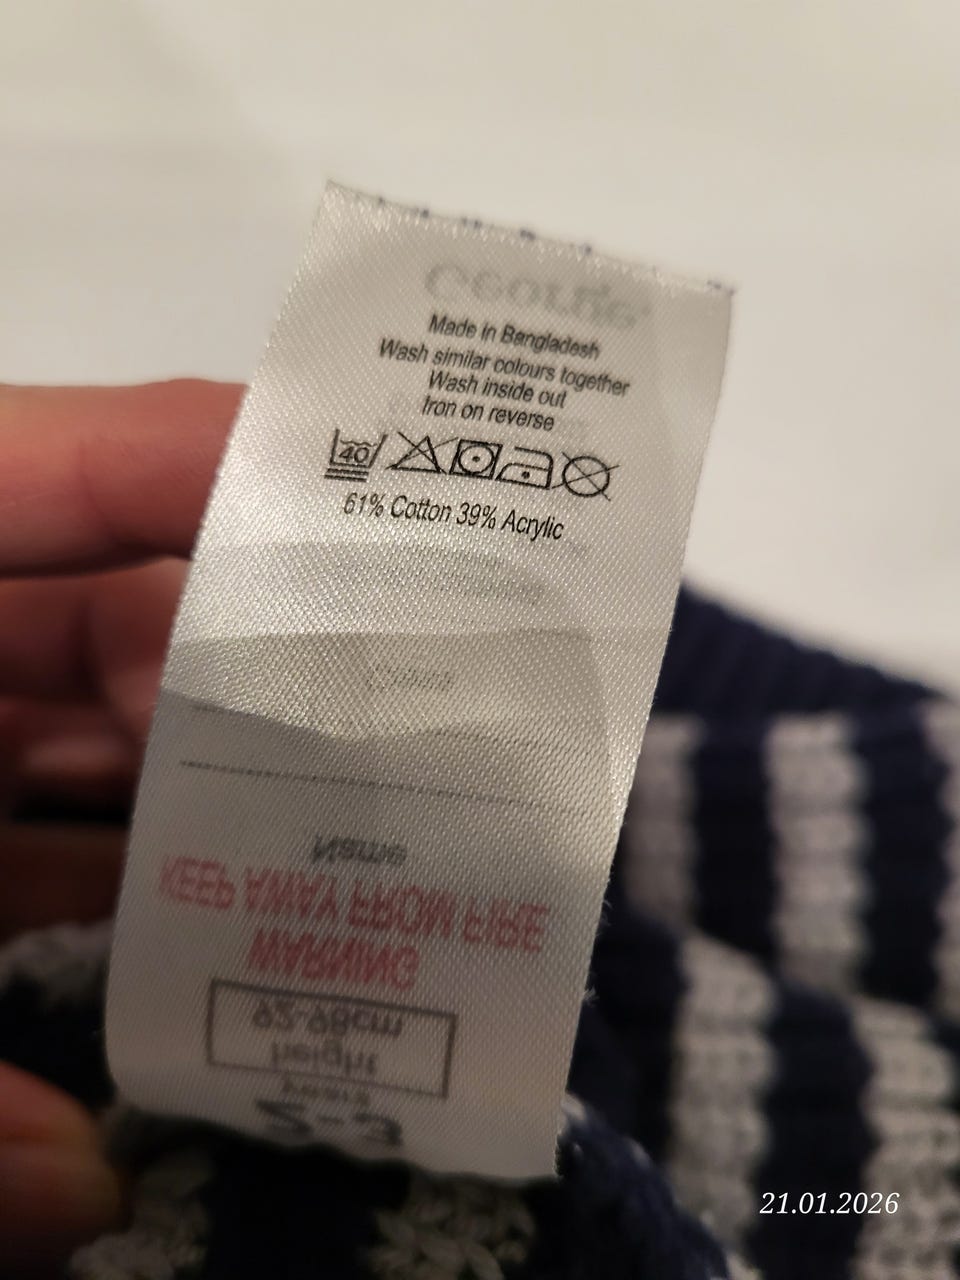 George
Made in Bangladesh
Wash similar colours together
Wash inside out
Iron on reverse
40
61% Cotton 39% Acrylic
Name
KEEP AWAY FROM FIRE
WARNING
92-98cm
height
years
2-3
21.01.2026